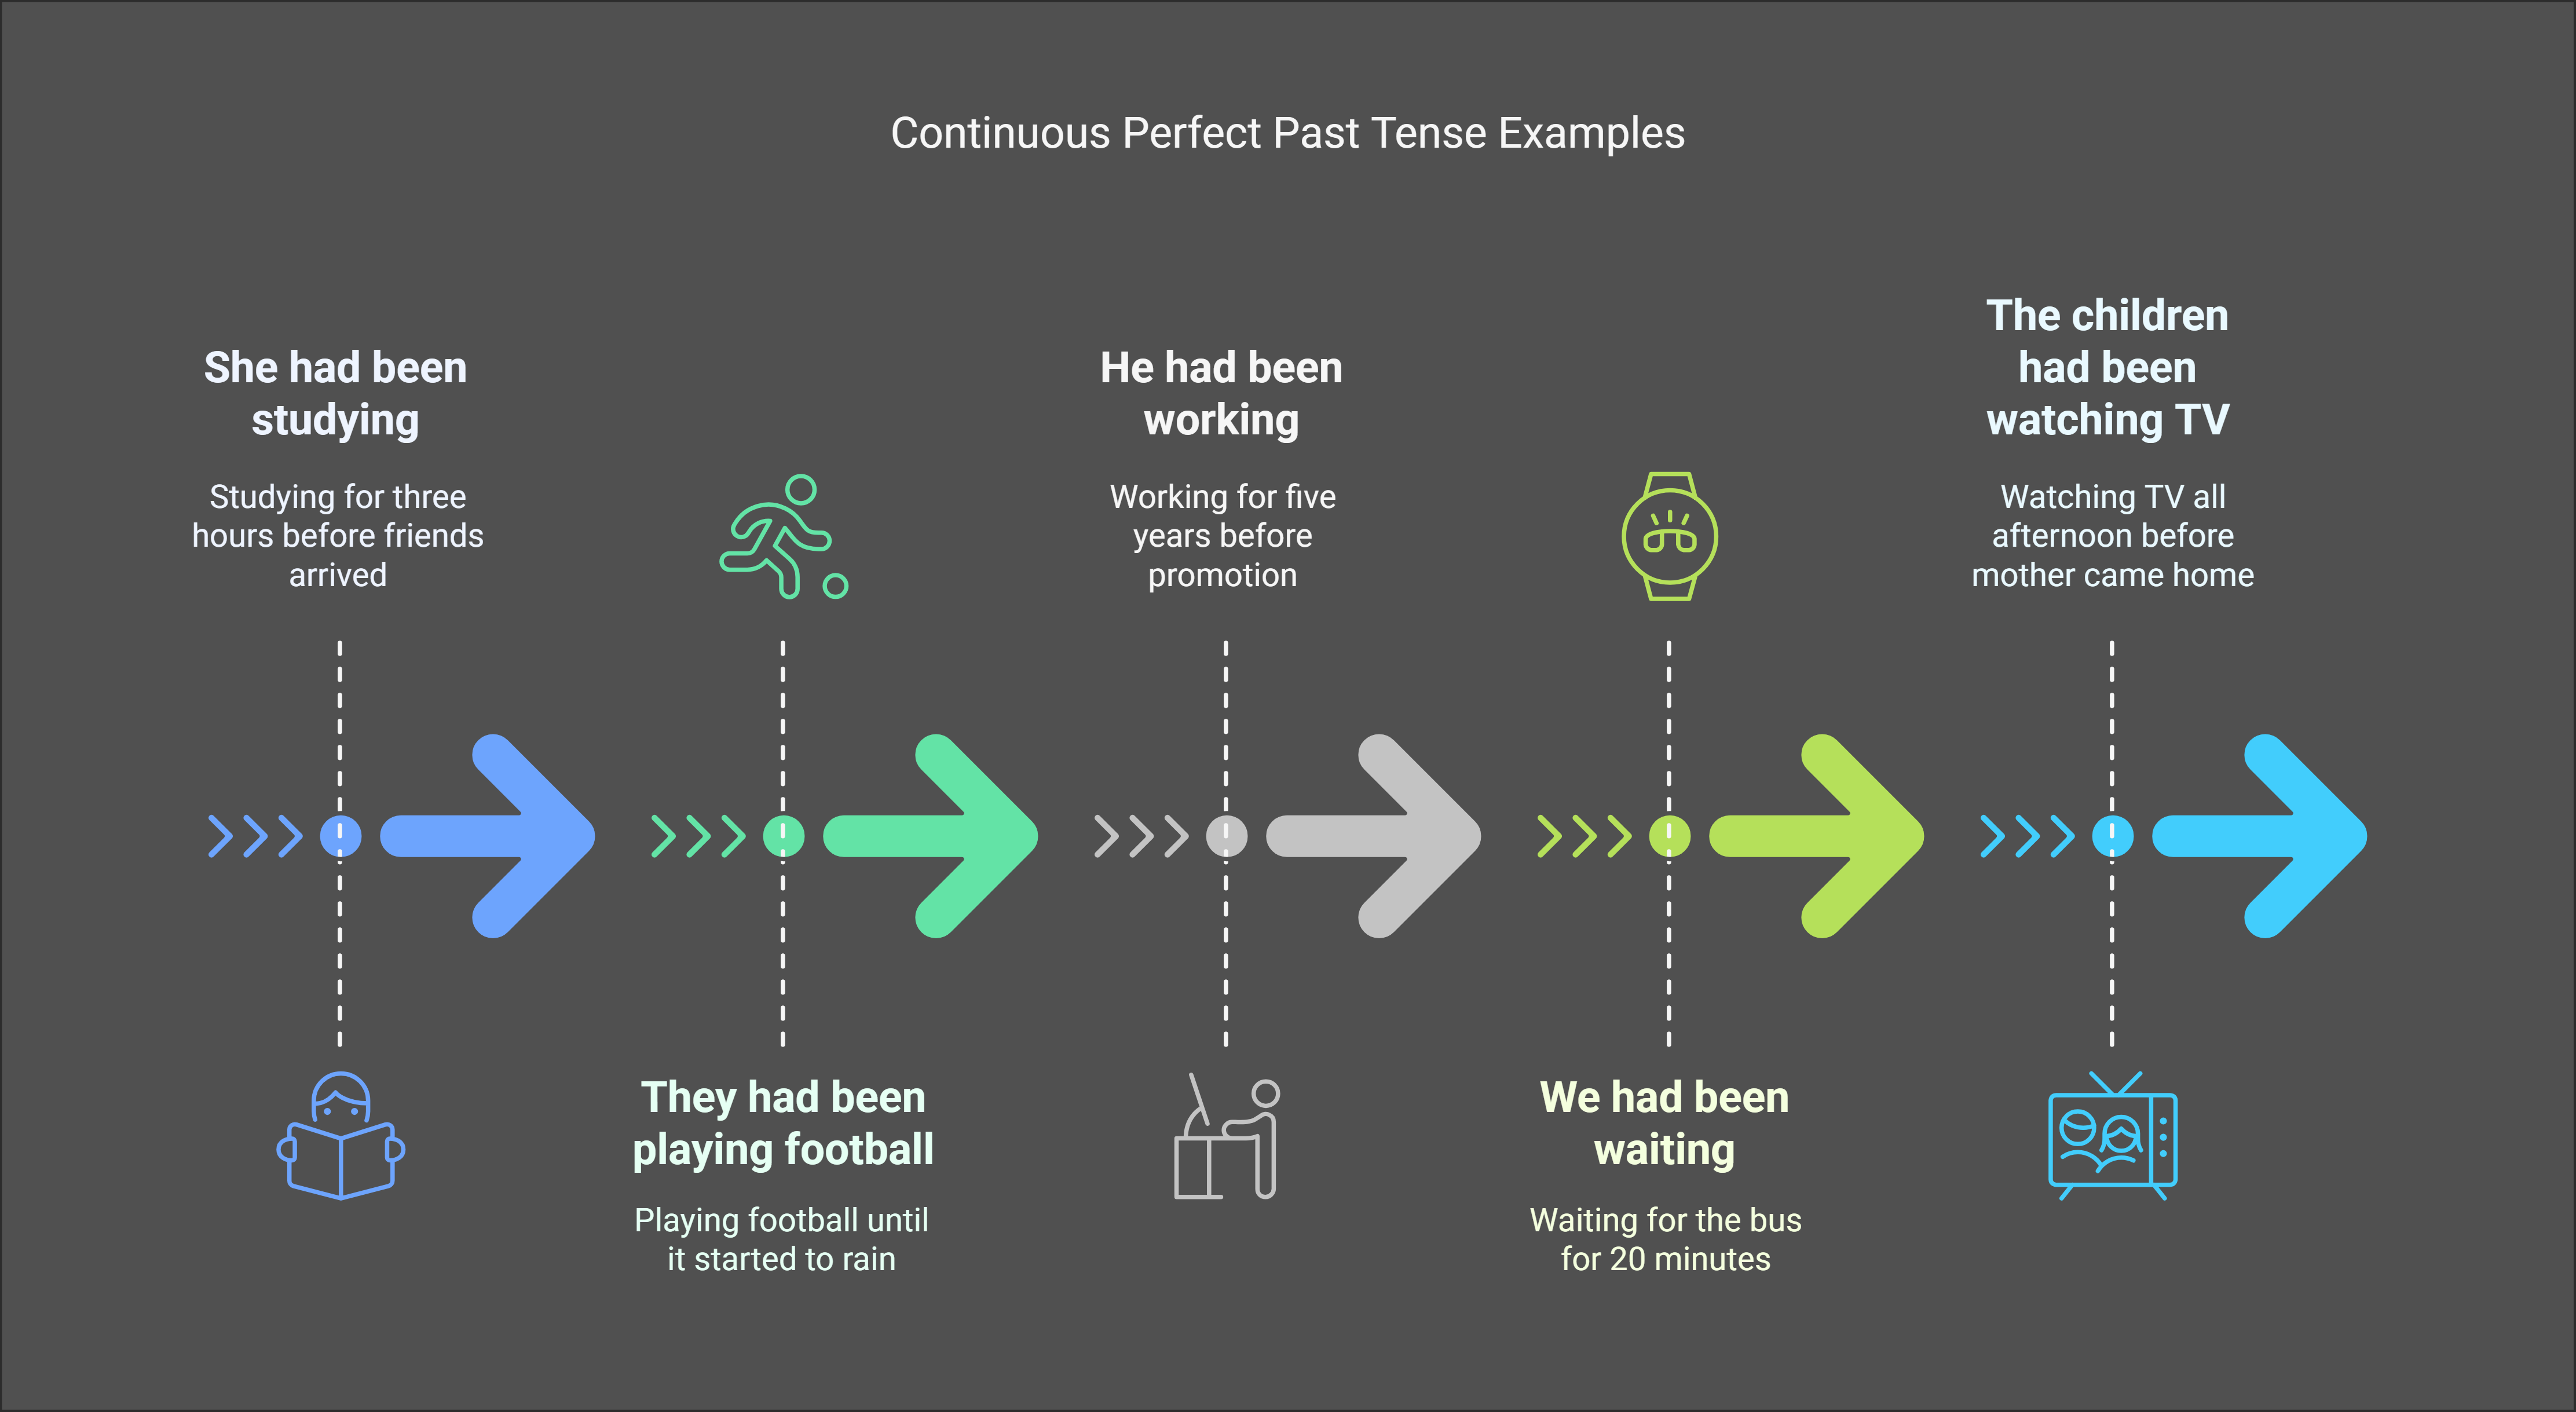 Continuous Perfect Past Tense Examples
She had been
studying
Studying for three
hours before friends
arrived
They had been
playing football
Playing football until
it started to rain
He had been
working
Working for five
years before
promotion
We had been
waiting
Waiting for the bus
for 20 minutes
The children
had been
watching TV
Watching TV all
afternoon before
mother came home